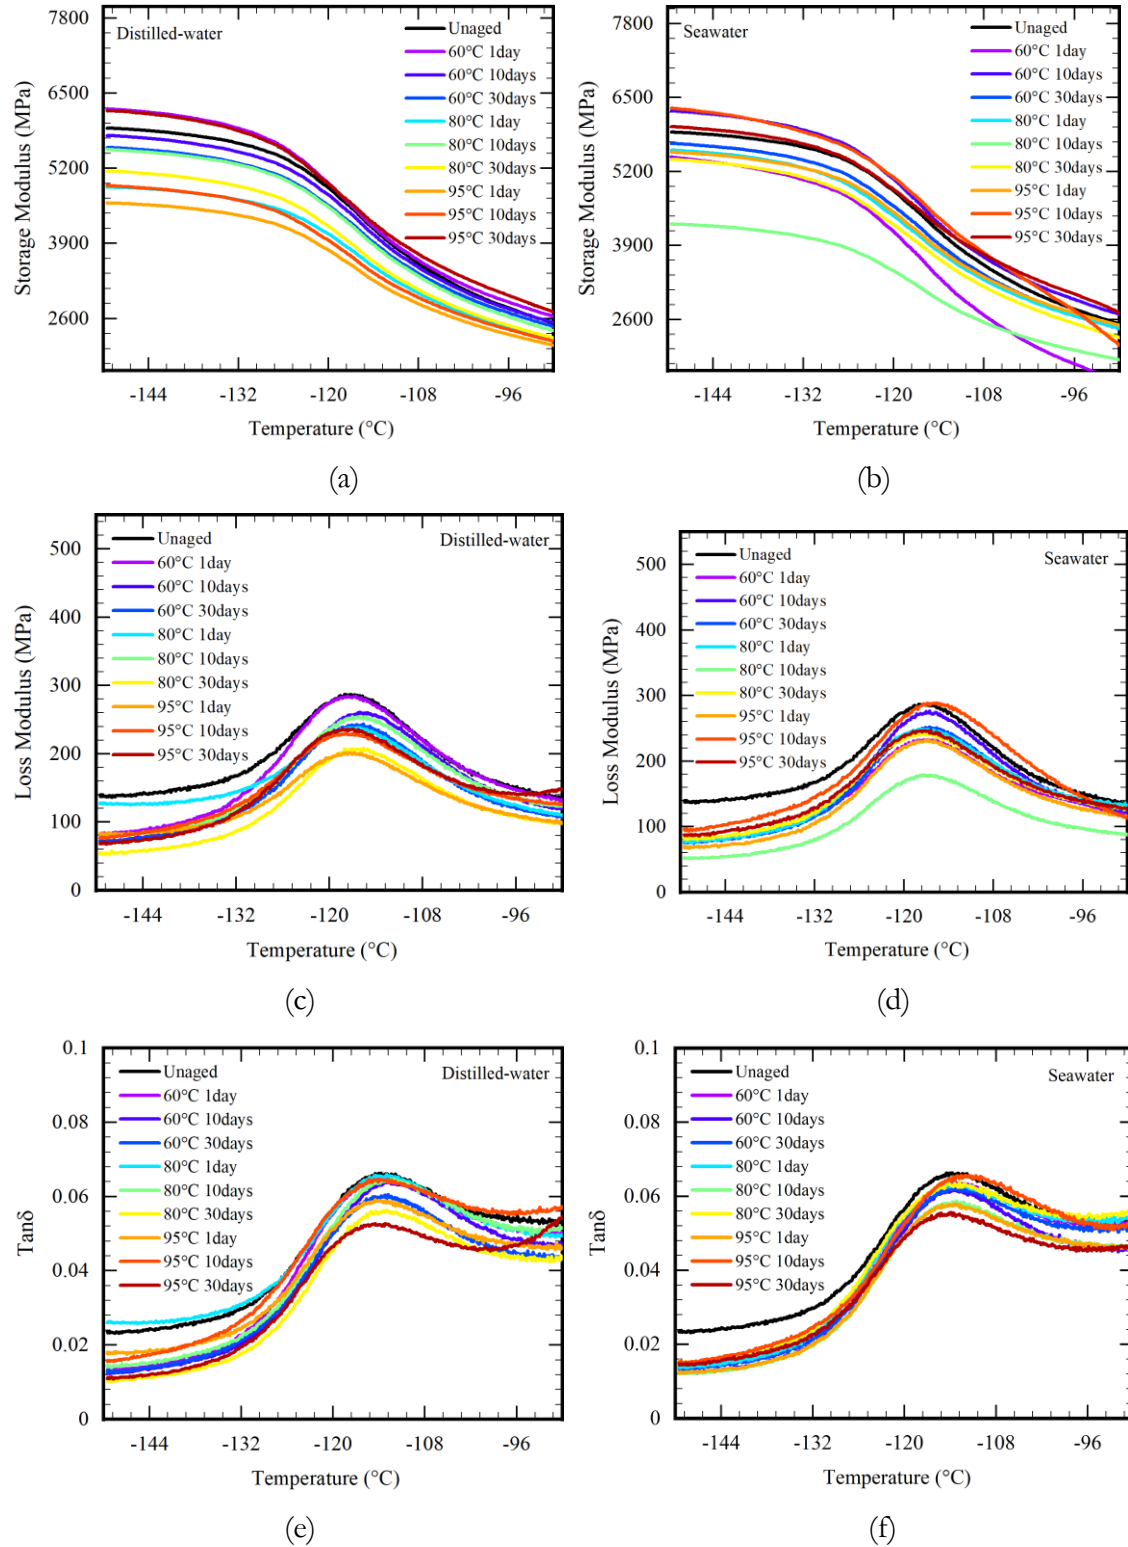 Distilled-water
Storage Modulus (MPa)
7800
6500
5200
3900
2600
Unaged
60°C 1day
60°C 10days
60°C 30days
80°C 1day
80°C 10days
80°C 30days
95°C 1day
95°C 10days
95°C 30days
-144 -132 -120 -108 -96
Temperature (°C)
(a)
Seawater
Storage Modulus (MPa)
7800
6500
5200
3900
2600
Unaged
60°C 1day
60°C 10days
60°C 30days
80°C 1day
80°C 10days
80°C 30days
95°C 1day
95°C 10days
95°C 30days
-144 -132 -120 -108 -96
Temperature (°C)
(b)
Distilled-water
Loss Modulus (MPa)
500
400
300
200
100
0
Unaged
60°C 1day
60°C 10days
60°C 30days
80°C 1day
80°C 10days
80°C 30days
95°C 1day
95°C 10days
95°C 30days
-144 -132 -120 -108 -96
Temperature (°C)
(c)
Seawater
Loss Modulus (MPa)
500
400
300
200
100
0
Unaged
60°C 1day
60°C 10days
60°C 30days
80°C 1day
80°C 10days
80°C 30days
95°C 1day
95°C 10days
95°C 30days
-144 -132 -120 -108 -96
Temperature (°C)
(d)
Distilled-water
Tanδ
0.1
0.08
0.06
0.04
0.02
0
Unaged
60°C 1day
60°C 10days
60°C 30days
80°C 1day
80°C 10days
80°C 30days
95°C 1day
95°C 10days
95°C 30days
-144 -132 -120 -108 -96
Temperature (°C)
(e)
Seawater
Tanδ
0.1
0.08
0.06
0.04
0.02
0
Unaged
60°C 1day
60°C 10days
60°C 30days
80°C 1day
80°C 10days
80°C 30days
95°C 1day
95°C 10days
95°C 30days
-144 -132 -120 -108 -96
Temperature (°C)
(f)